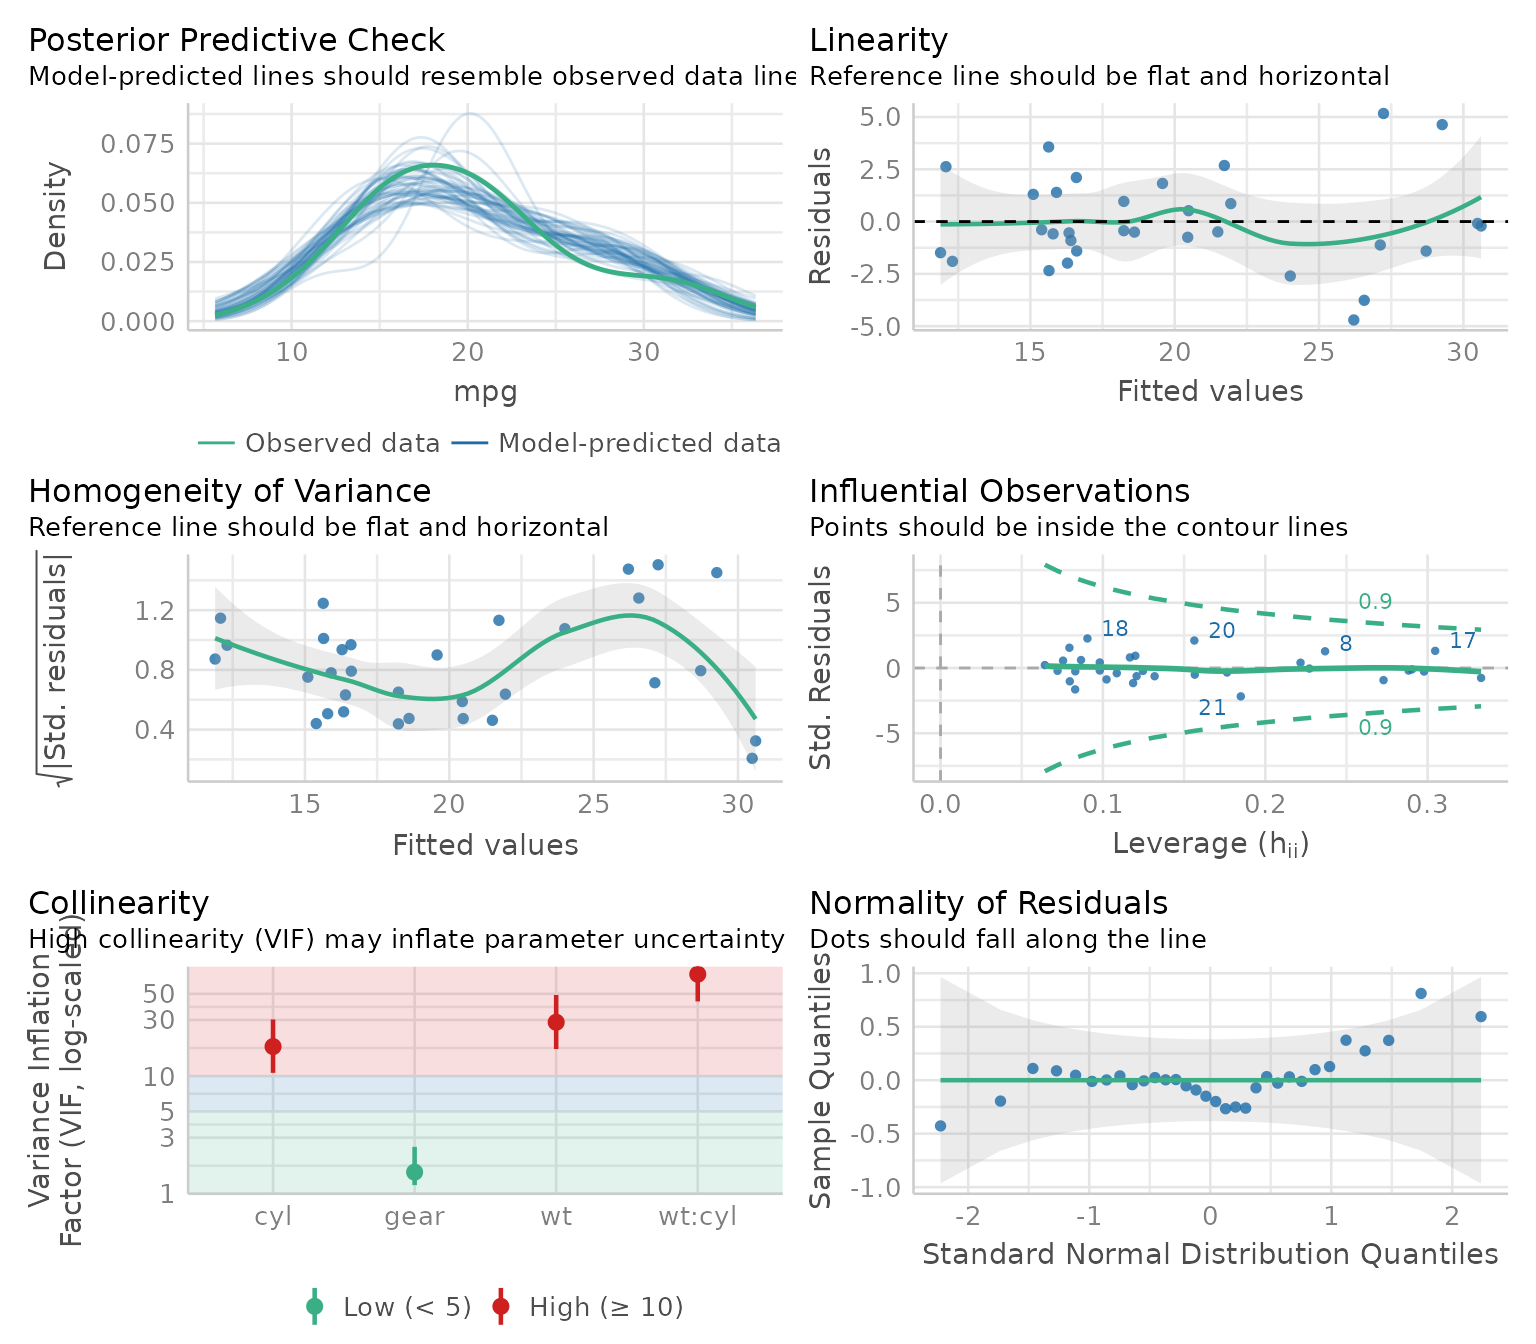 Posterior Predictive Check
Model-predicted lines should resemble observed data line
Density
0.075
0.050
0.025
0.000
10
20
30
mpg
Observed data
Model-predicted data
Linearity
Reference line should be flat and horizontal
Residuals
5.0
2.5
0.0
-2.5
-5.0
15
20
25
30
Fitted values
Homogeneity of Variance
Reference line should be flat and horizontal
√|Std. residuals|
1.2
0.8
0.4
15
20
25
30
Fitted values
Influential Observations
Points should be inside the contour lines
Std. Residuals
5
0
-5
0.9
18
20
8
17
21
0.9
0.0
0.1
0.2
0.3
Leverage (hii)
Collinearity
High collinearity (VIF) may inflate parameter uncertainty
Variance Inflation
Factor (VIF, log-scaled)
50
30
10
5
3
1
cyl
gear
wt
wt:cyl
Low (< 5)
High (≥ 10)
Normality of Residuals
Dots should fall along the line
Sample Quantiles
1.0
0.5
0.0
-0.5
-1.0
-2
-1
0
1
2
Standard Normal Distribution Quantiles